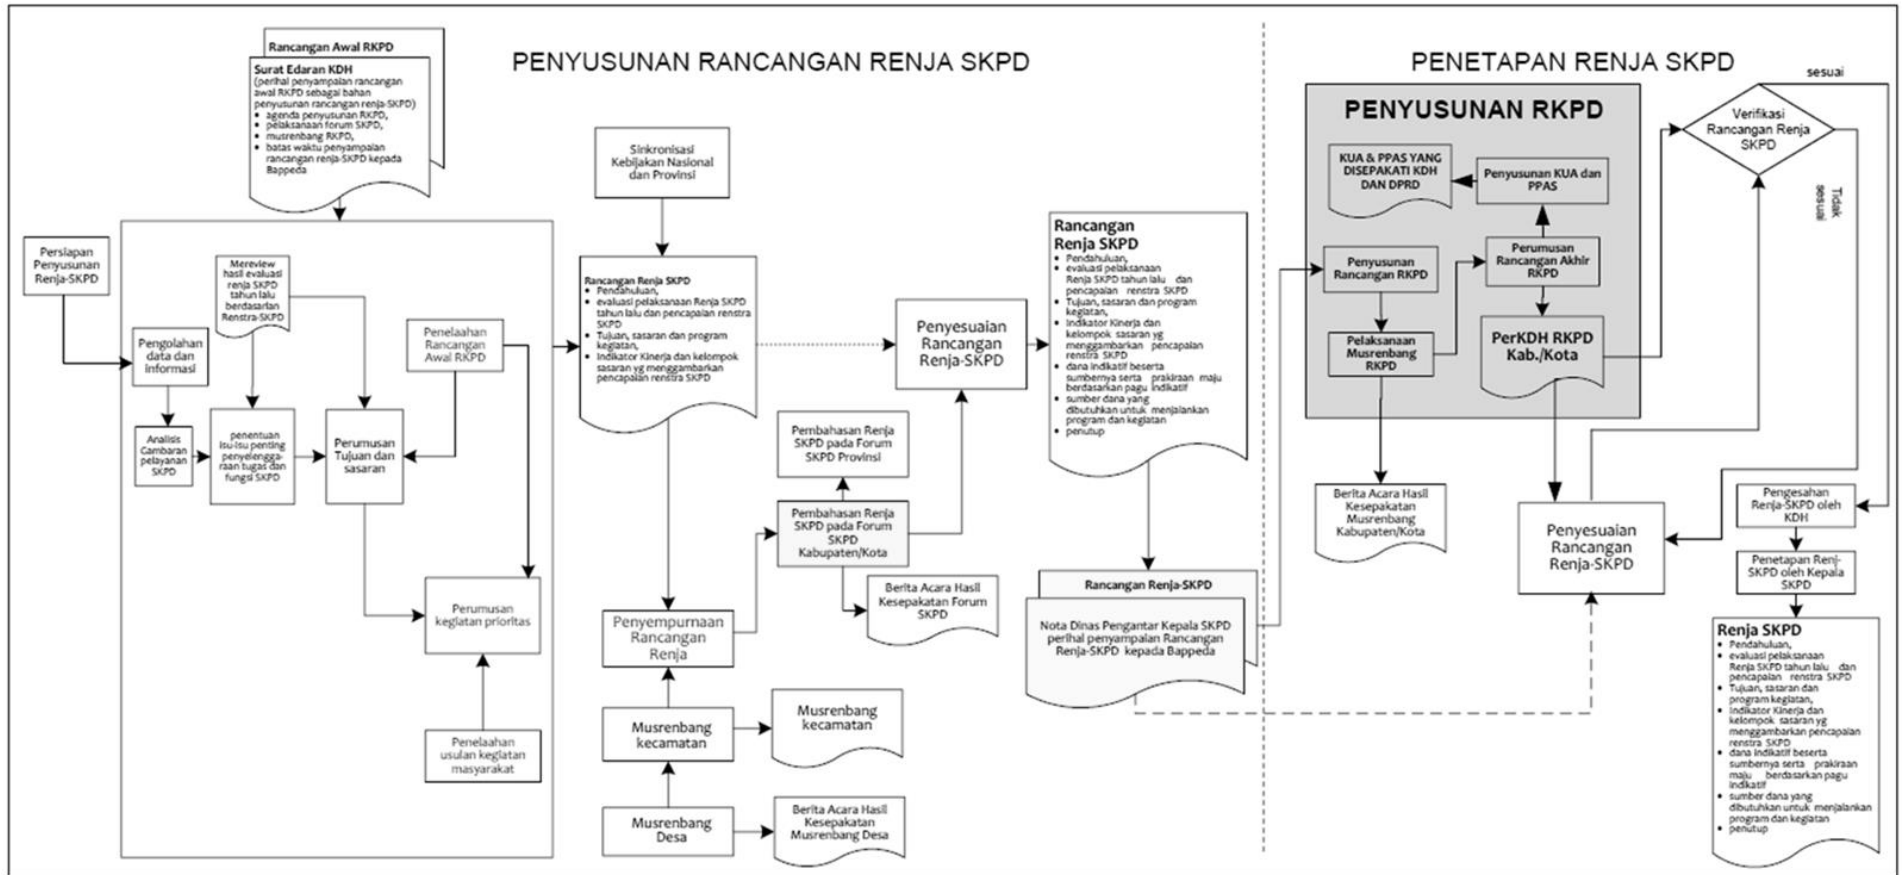 PENYUSUNAN RANCANGAN RENJA SKPD
PENETAPAN RENJA SKPD
Rancangan Awal RKPD
Surat Edaran KDH
(perihal penyampaian rancangan
awal RKPD sebagai bahan
penyusunan rancangan renja-SKPD)
• agenda penyusunan RKPD,
• pelaksanaan forum SKPD,
• musrenbang RKPD,
• batas waktu penyampaian
rancangan renja-SKPD kepada
Bappeda
Persiapan
Penyusunan
Renja-SKPD
Pengolahan
data dan
informasi
Analisis
Gambaran
pelayanan
SKPD
Mereview
hasil evaluasi
renja SKPD
tahun lalu
berdasarlan
Renstra-SKPD
penentuan
isu-isu penting
penyelengga-
raan tugas dan
fungsi SKPD
Perumusan
Tujuan dan
sasaran
Penelaahan
Rancangan
Awal RKPD
Perumusan
kegiatan prioritas
Penelaahan
usulan kegiatan
masyarakat
Sinkronisasi
Kebijakan Nasional
dan Provinsi
Rancangan Renja SKPD
• Pendahuluan,
• evaluasi pelaksanaan Renja SKPD
tahun lalu dan pencapaian renstra
SKPD
• Tujuan, sasaran dan program
kegiatan,
• Indikator Kinerja dan kelompok
sasaran yg menggambarkan
pencapaian renstra SKPD
Penyempurnaan
Rancangan
Renja
Musrenbang
kecamatan
Musrenbang
kecamatan
Musrenbang
Desa
Berita Acara Hasil
Kesepakatan
Musrenbang Desa
Pembahasan Renja
SKPD pada Forum
SKPD Provinsi
Pembahasan Renja
SKPD pada Forum
SKPD
Kabupaten/Kota
Berita Acara Hasil
Kesepakatan Forum
SKPD
Penyesuaian
Rancangan
Renja-SKPD
Rancangan
Renja SKPD
• Pendahuluan,
• evaluasi pelaksanaan
Renja SKPD tahun lalu dan
pencapaian renstra SKPD
• Tujuan, sasaran dan program
kegiatan,
• Indikator Kinerja dan
kelompok sasaran yg
menggambarkan pencapaian
renstra SKPD
• dana indikatif beserta
sumbernya serta prakiraan maju
berdasarkan pagu indikatif
• sumber dana yang
dibutuhkan untuk menjalankan
program dan kegiatan
• penutup
Rancangan Renja-SKPD
Nota Dinas Pengantar Kepala SKPD
perihal penyampaian Rancangan
Renja-SKPD kepada Bappeda
PENYUSUNAN RKPD
KUA & PPAS YANG
DISEPAKATI KDH
DAN DPRD
Penyusunan KUA dan
PPAS
Penyusunan
Rancangan RKPD
Perumusan
Rancangan Akhir
RKPD
Pelaksanaan
Musrenbang
RKPD
PerKDH RKPD
Kab./Kota
Berita Acara Hasil
Kesepakatan
Musrenbang
Kabupaten/Kota
Penyesuaian
Rancangan
Renja-SKPD
Verifikasi
Rancangan Renja
SKPD
sesuai
Tidak
sesuai
Pengesahan
Renja-SKPD oleh
KDH
Penetapan Renj-
SKPD oleh Kepala
SKPD
Renja SKPD
• Pendahuluan,
• evaluasi pelaksanaan
Renja SKPD tahun lalu dan
pencapaian renstra SKPD
• Tujuan, sasaran dan
program kegiatan,
• Indikator Kinerja dan
kelompok sasaran yg
menggambarkan pencapaian
renstra SKPD
• dana indikatif beserta
sumbernya serta prakiraan
maju berdasarkan pagu
indikatif
• sumber dana yang
dibutuhkan untuk menjalankan
program dan kegiatan
• penutup